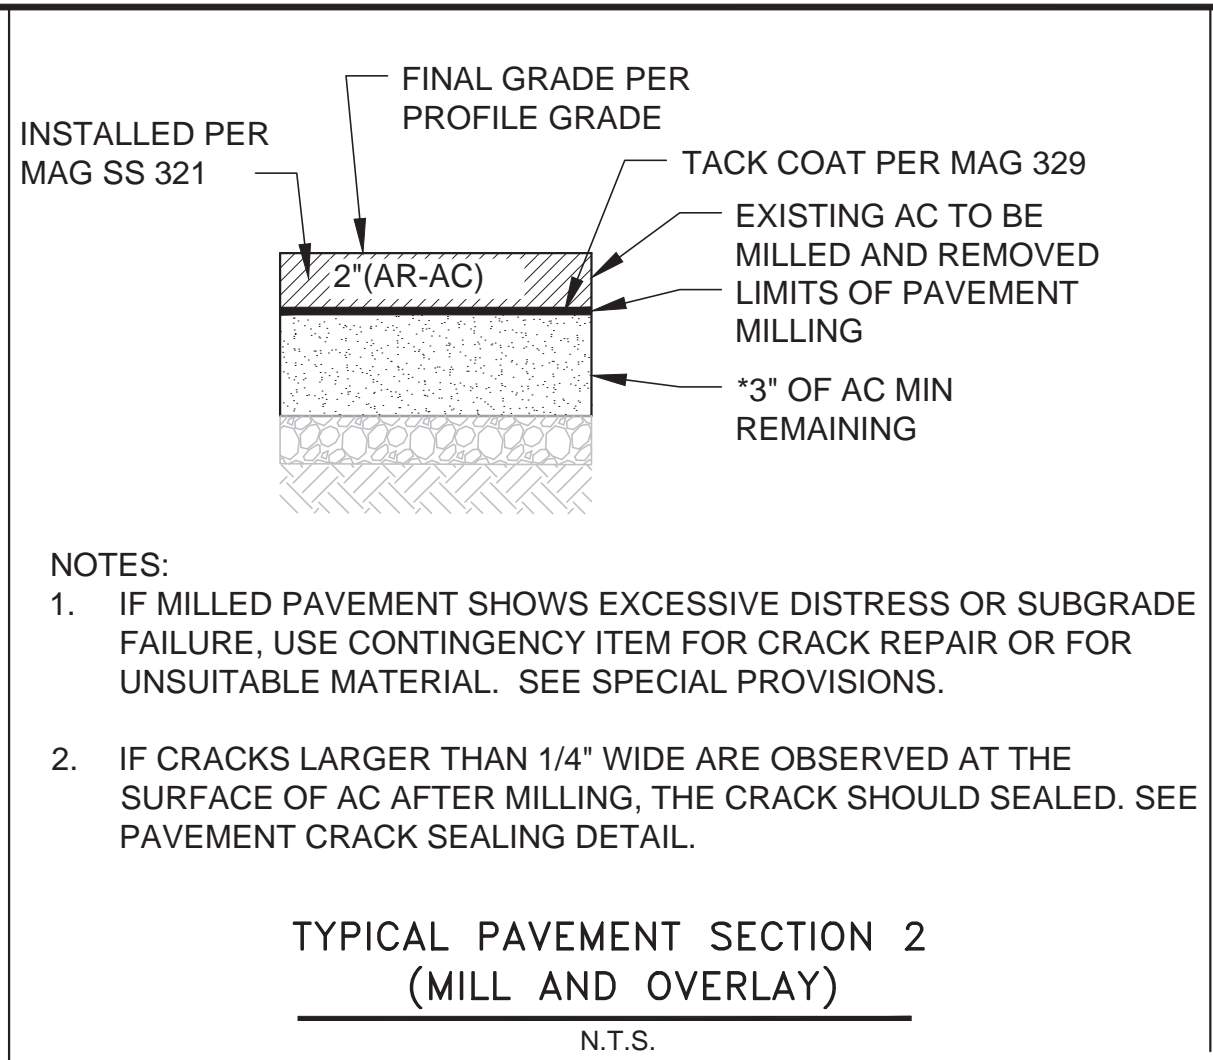 FINAL GRADE PER
PROFILE GRADE
INSTALLED PER
MAG SS 321
TACK COAT PER MAG 329
EXISTING AC TO BE
MILLED AND REMOVED
LIMITS OF PAVEMENT
MILLING
2"(AR-AC)
*3" OF AC MIN
REMAINING
NOTES:
1. IF MILLED PAVEMENT SHOWS EXCESSIVE DISTRESS OR SUBGRADE
FAILURE, USE CONTINGENCY ITEM FOR CRACK REPAIR OR FOR
UNSUITABLE MATERIAL. SEE SPECIAL PROVISIONS.
2. IF CRACKS LARGER THAN 1/4" WIDE ARE OBSERVED AT THE
SURFACE OF AC AFTER MILLING, THE CRACK SHOULD SEALED. SEE
PAVEMENT CRACK SEALING DETAIL.
TYPICAL PAVEMENT SECTION 2
(MILL AND OVERLAY)
N.T.S.